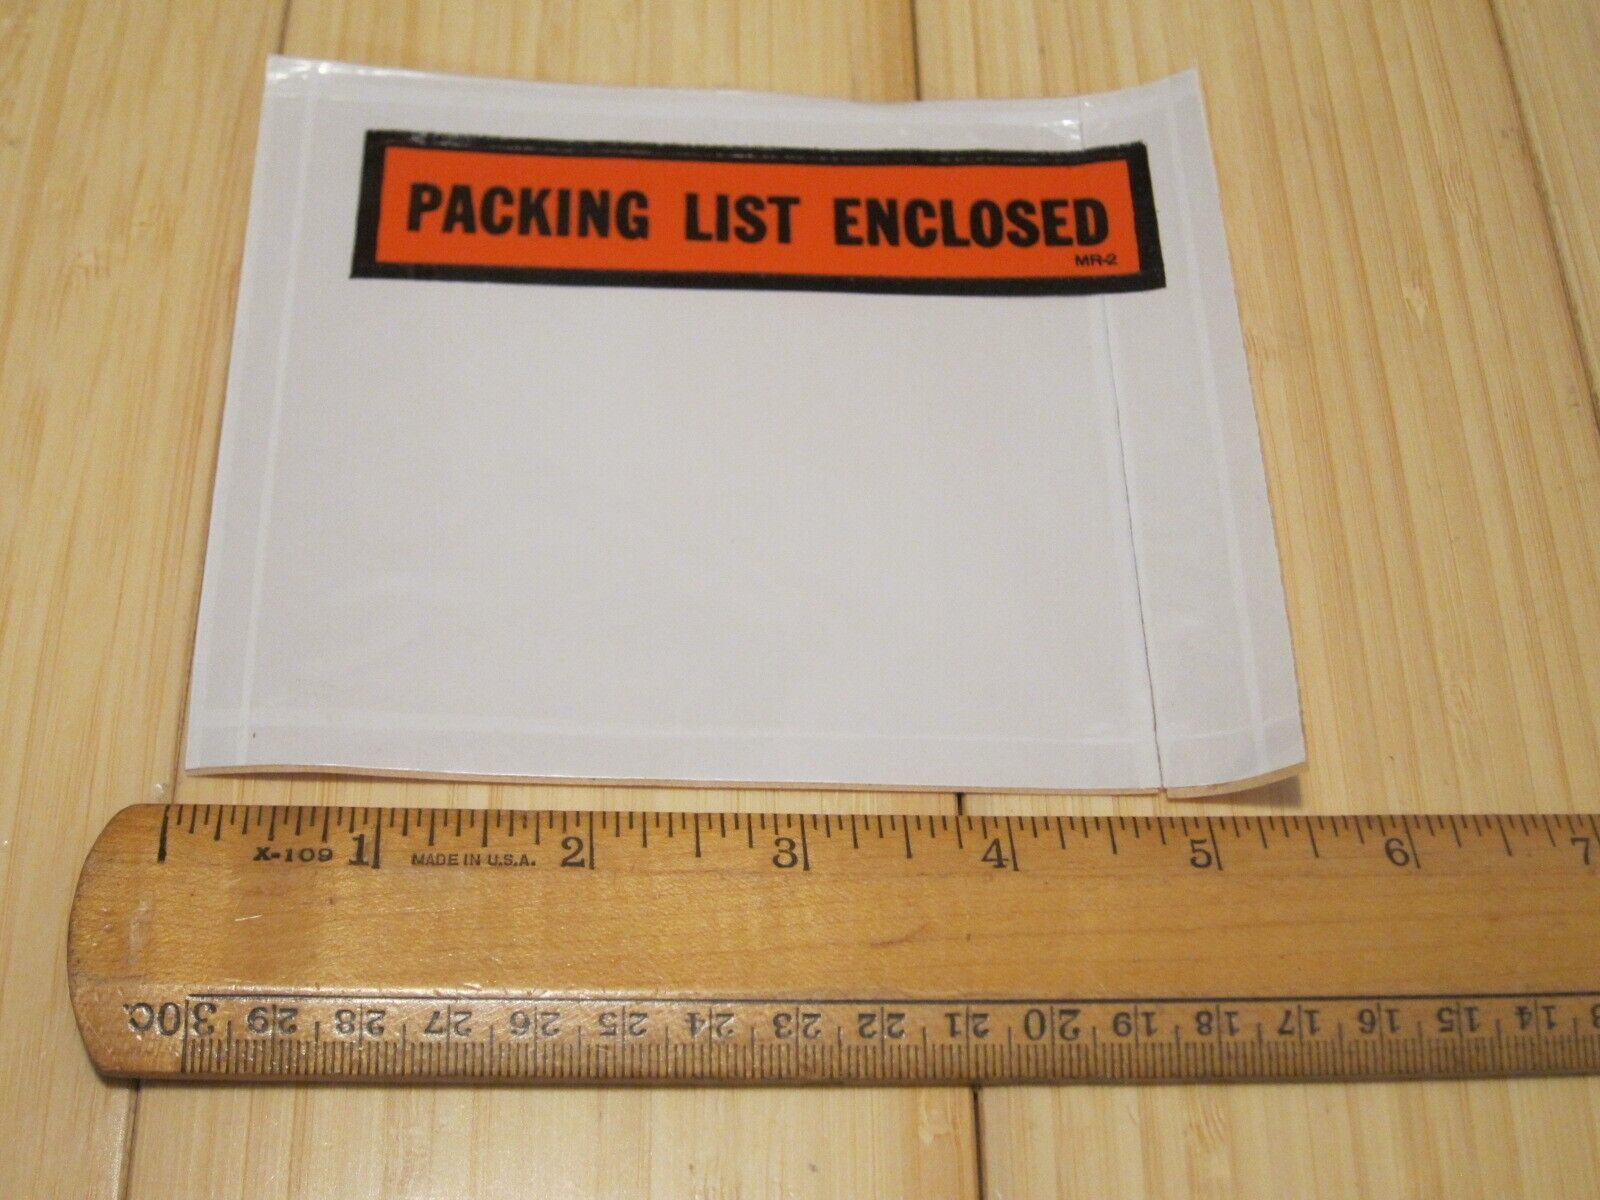 PACKING LIST ENCLOSED
MR-2
X-109 1 MADE IN U.S.A. 2 3 4 5 6 7
30C. 29 28 27 26 25 24 23 22 21 20 19 18 17 16 15 14